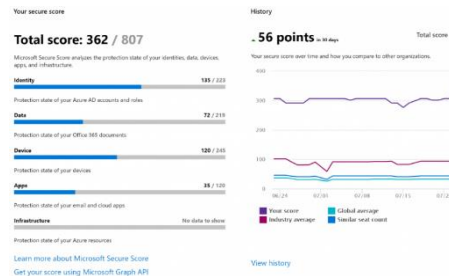 Your secure score
Total score: 362 / 807
Microsoft Secure Score analyzes the protection state of your identities, data, devices,
apps, and infrastructure.
Identity 135 / 223
Protection state of your Azure AD accounts and roles
Data 72 / 219
Protection state of your Office 365 documents
Device 120 / 245
Protection state of your devices
Apps 35 / 120
Protection state of your email and cloud apps
Infrastructure No data to show
Protection state of your Azure resources
Learn more about Microsoft Secure Score
Get your score using Microsoft Graph API
History
56 points in 30 days Total score
Your secure score over time and how you compare to other organizations.
400
300
200
100
0
06/24 07/01 07/08 07/15 07/2
Your score Global average
Industry average Similar seat count
View history